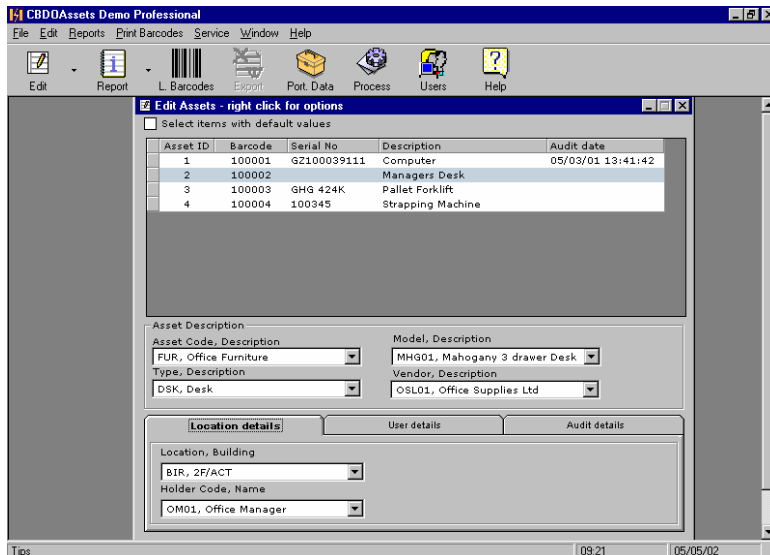 CBDOAssets Demo Professional
File Edit Reports Print Barcodes Service Window Help
Edit Report L. Barcodes Export Port. Data Process Users Help
Edit Assets - right click for options
Select items with default values
Asset ID Barcode Serial No Description Audit date
1 100001 GZ100039111 Computer 05/03/01 13:41:42
2 100002 Managers Desk
3 100003 GHG 424K Pallet Forklift
4 100004 100345 Strapping Machine
Asset Description
Asset Code, Description Model, Description
FUR, Office Furniture MHG01, Mahogany 3 drawer Desk
Type, Description Vendor, Description
DSK, Desk OSL01, Office Supplies Ltd
Location details User details Audit details
Location, Building
BIR, 2F/ACT
Holder Code, Name
OM01, Office Manager
Tips 09:21 05/05/02